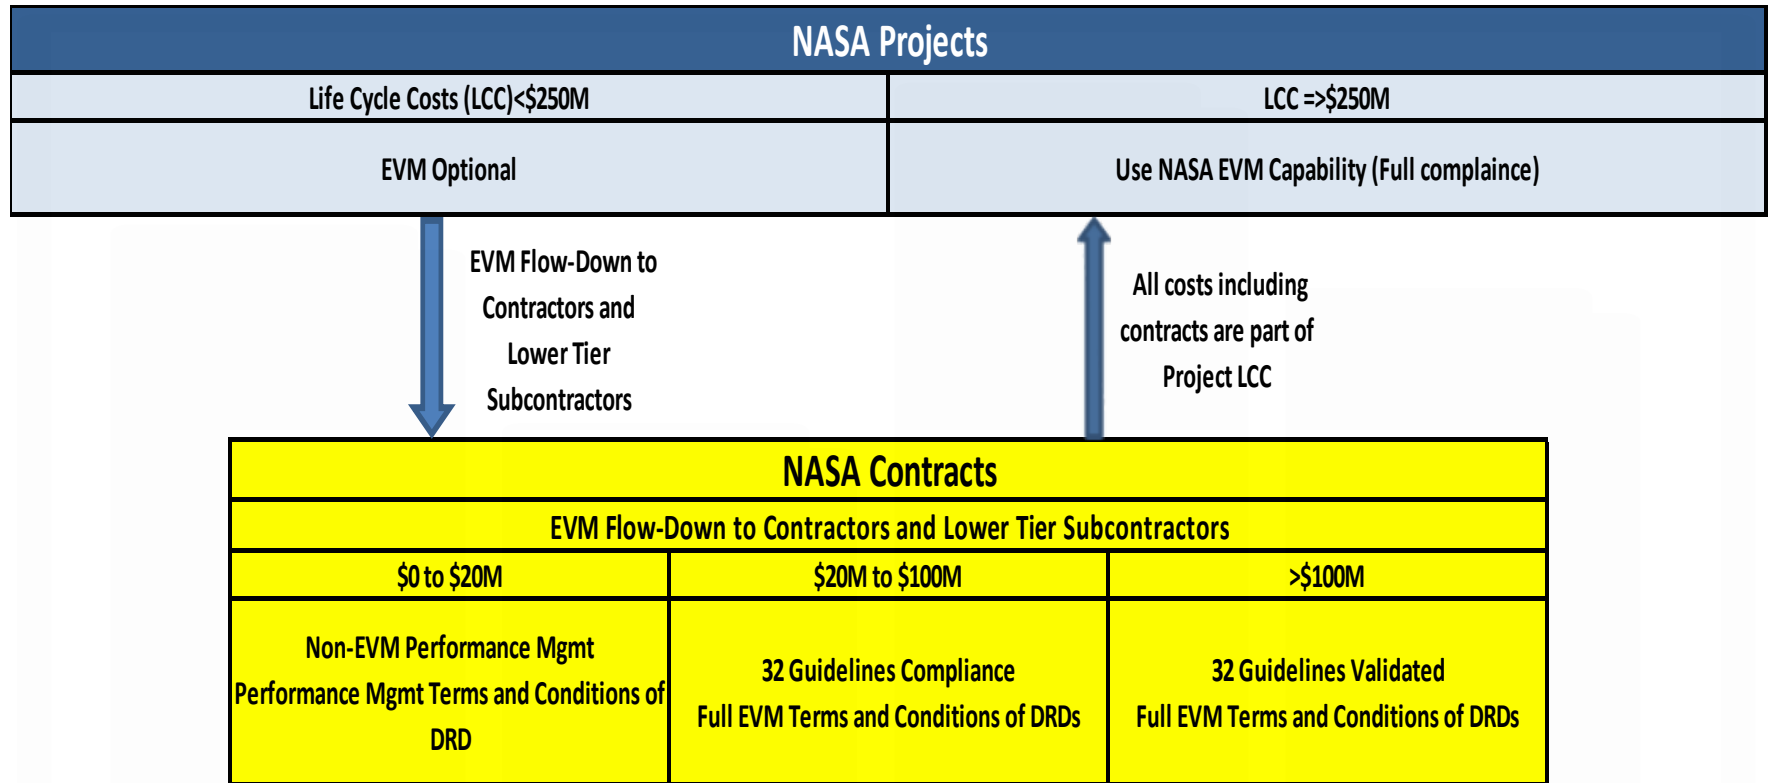 NASA Projects
Life Cycle Costs (LCC)<$250M
LCC =>$250M
EVM Optional
Use NASA EVM Capability (Full complaince)
EVM Flow-Down to
Contractors and
Lower Tier
Subcontractors
All costs including
contracts are part of
Project LCC
NASA Contracts
EVM Flow-Down to Contractors and Lower Tier Subcontractors
$0 to $20M
$20M to $100M
>$100M
Non-EVM Performance Mgmt
Performance Mgmt Terms and Conditions of
DRD
32 Guidelines Compliance
Full EVM Terms and Conditions of DRDs
32 Guidelines Validated
Full EVM Terms and Conditions of DRDs